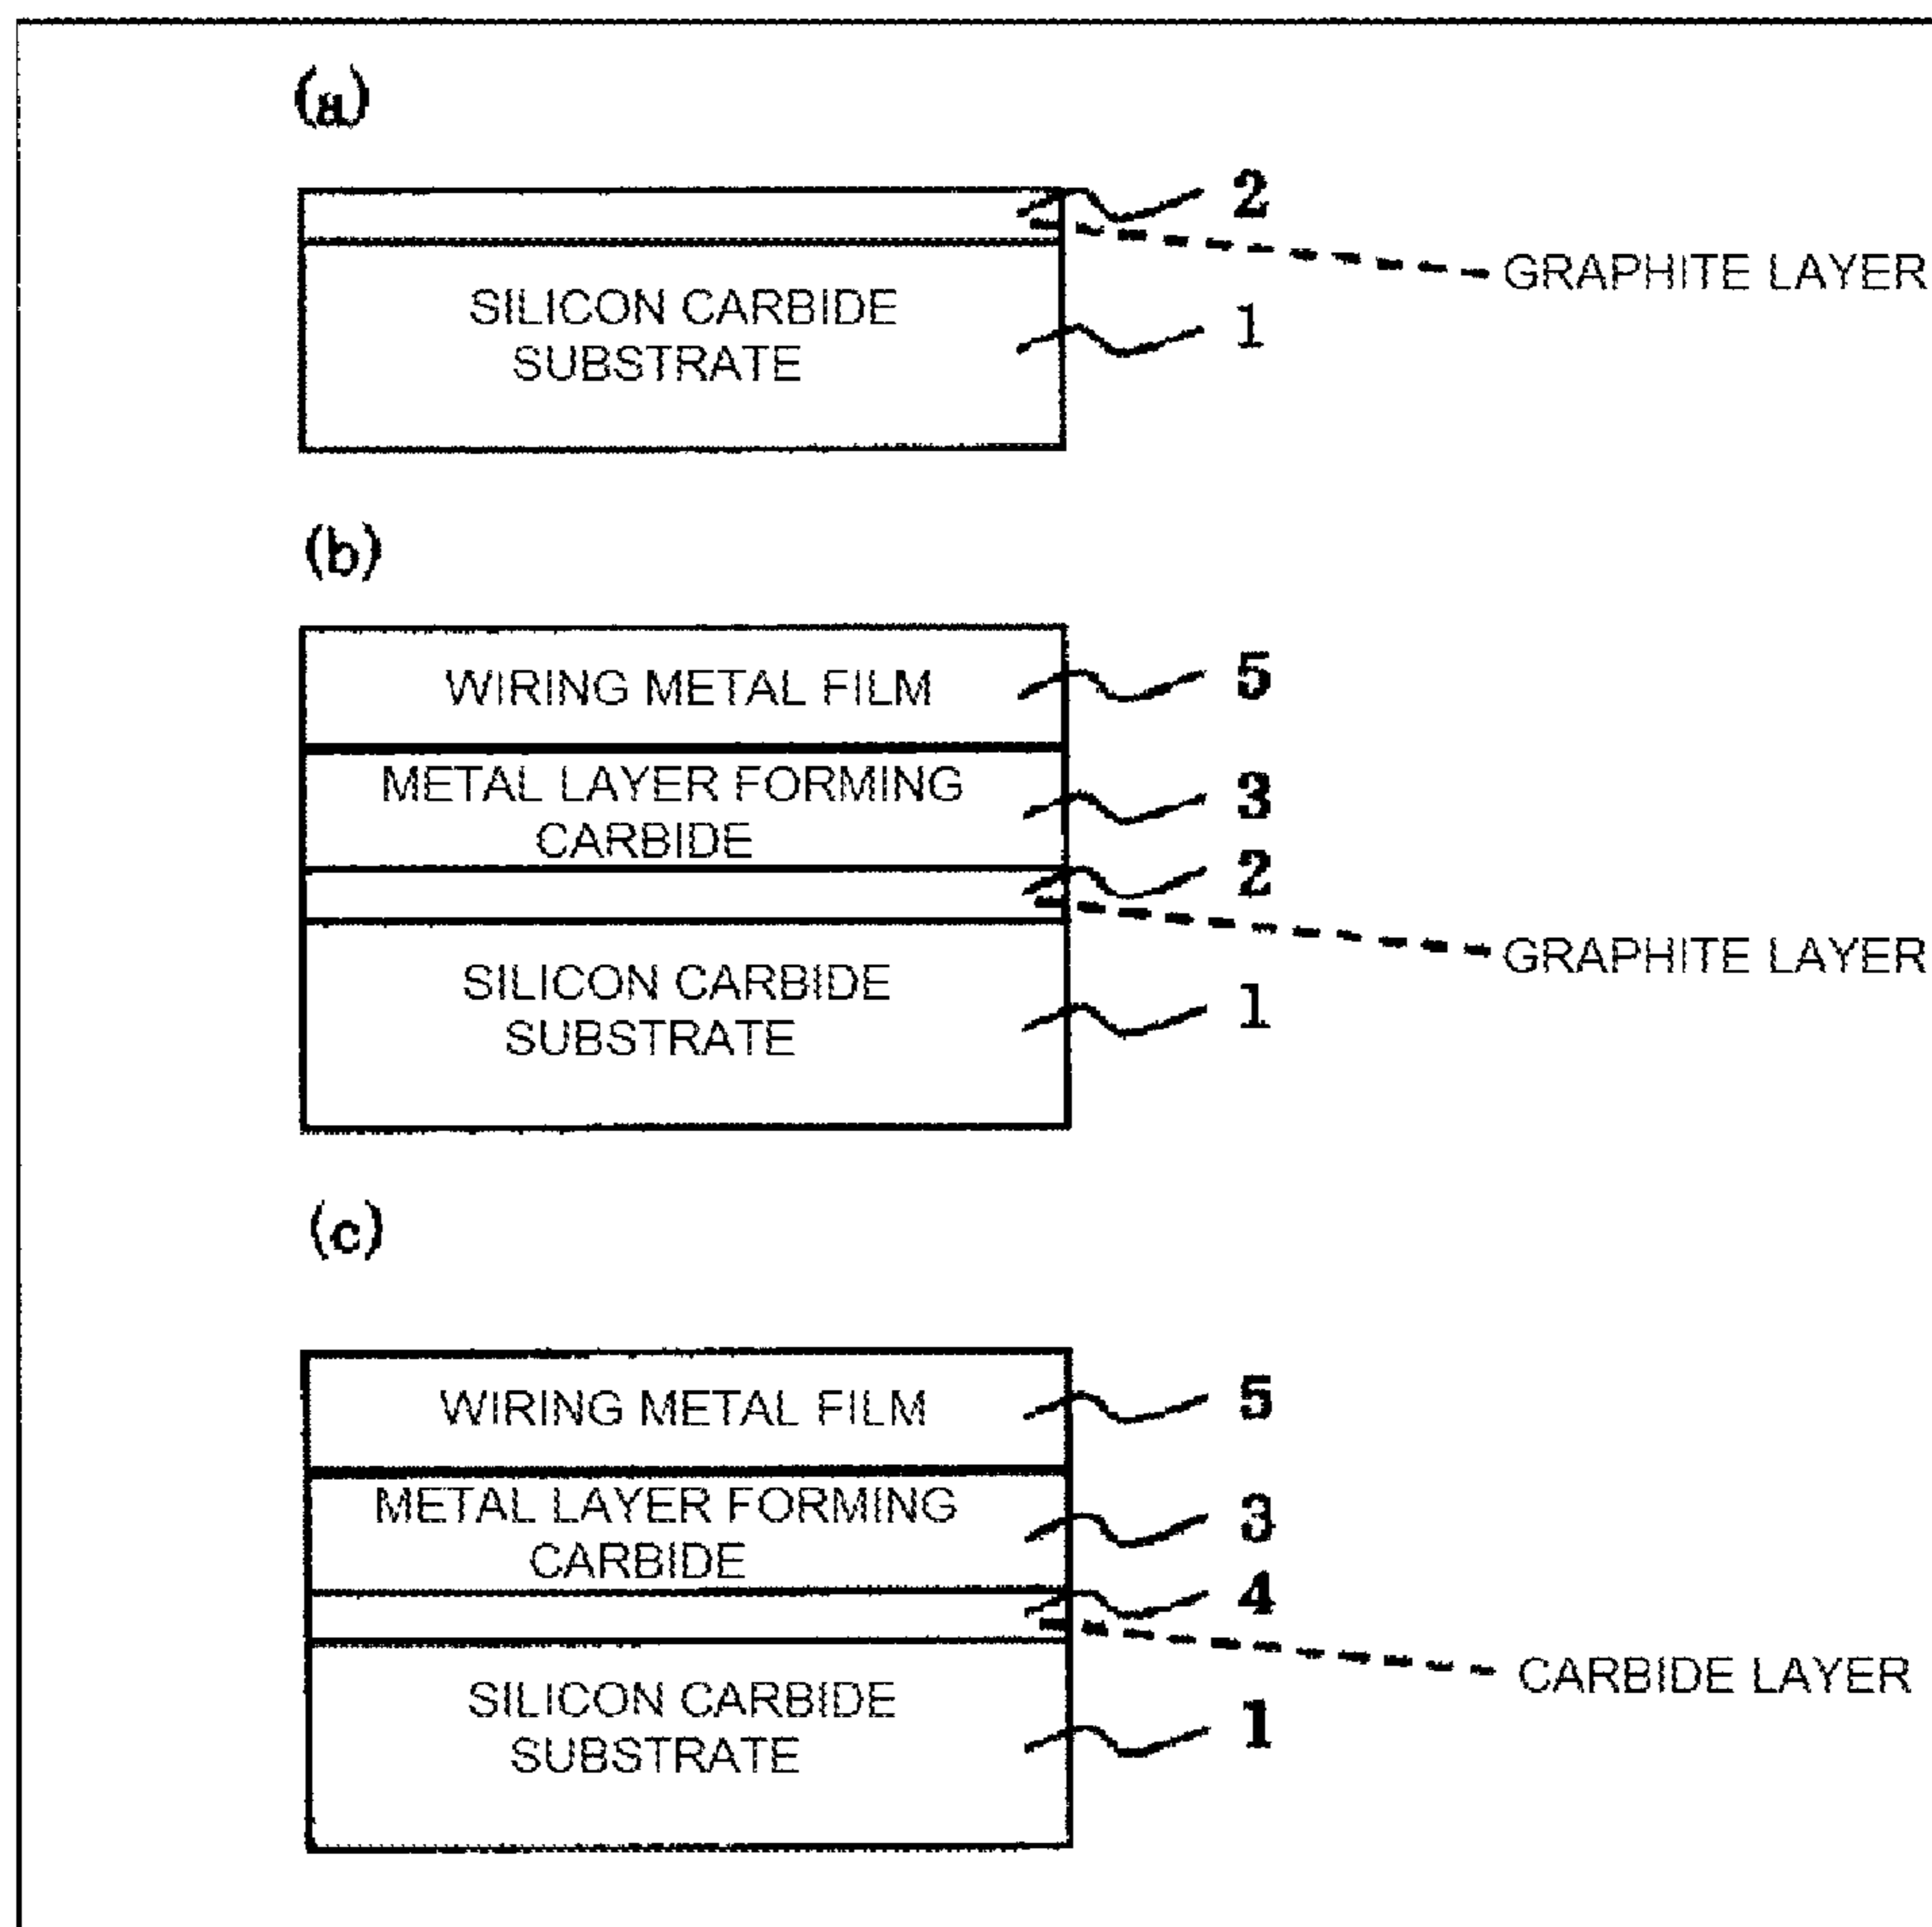 (a)
2
GRAPHITE LAYER
SILICON CARBIDE
SUBSTRATE
1
(b)
WIRING METAL FILM
5
METAL LAYER FORMING
CARBIDE
3
2
GRAPHITE LAYER
SILICON CARBIDE
SUBSTRATE
1
(c)
WIRING METAL FILM
5
METAL LAYER FORMING
CARBIDE
3
4
CARBIDE LAYER
SILICON CARBIDE
SUBSTRATE
1